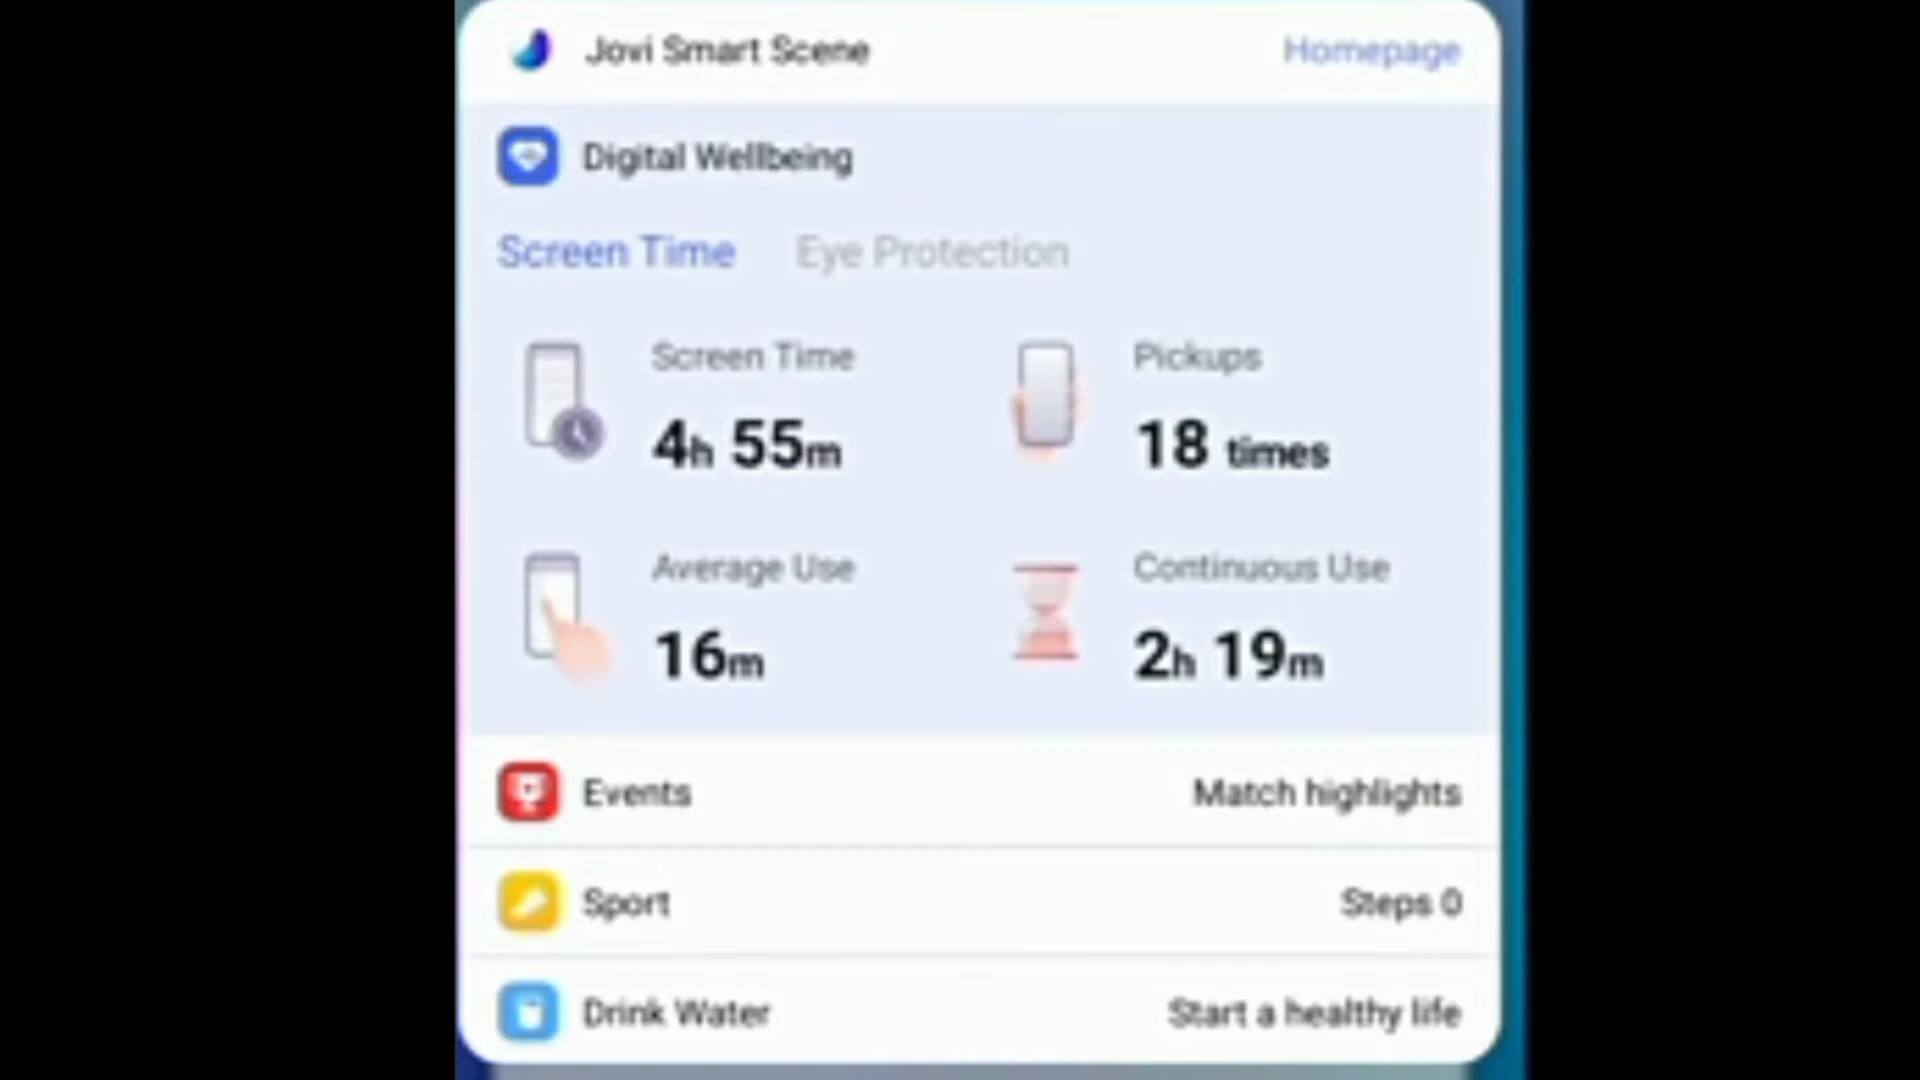 Jovi Smart Scene Homepage
Digital Wellbeing
Screen Time Eye Protection
Screen Time Pickups
4h 55m 18 times
Average Use Continuous Use
16m 2h 19m
Events Match highlights
Sport Steps 0
Drink Water Start a healthy life